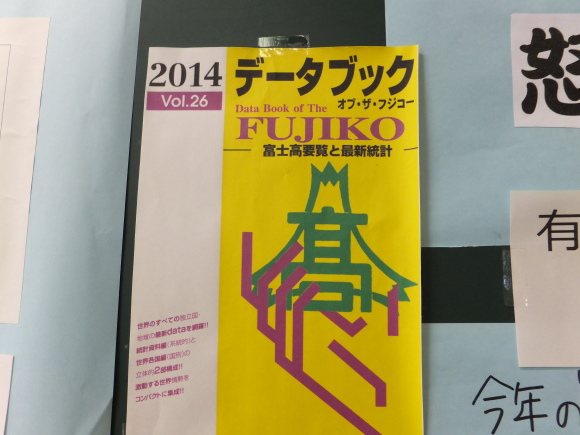 2014
Vol.26
データブック
オブ・ザ・フジコー
Data Book of The
FUJIKO
富士高要覧と最新統計
高
世界のすべての独立国
地域の最新dataを網羅!!
統計資料編(系統的)と
世界各国編(国別)の
立体的2部構成!!
激動する世界情勢を
コンパクトに集成!!
怒
有
今年の